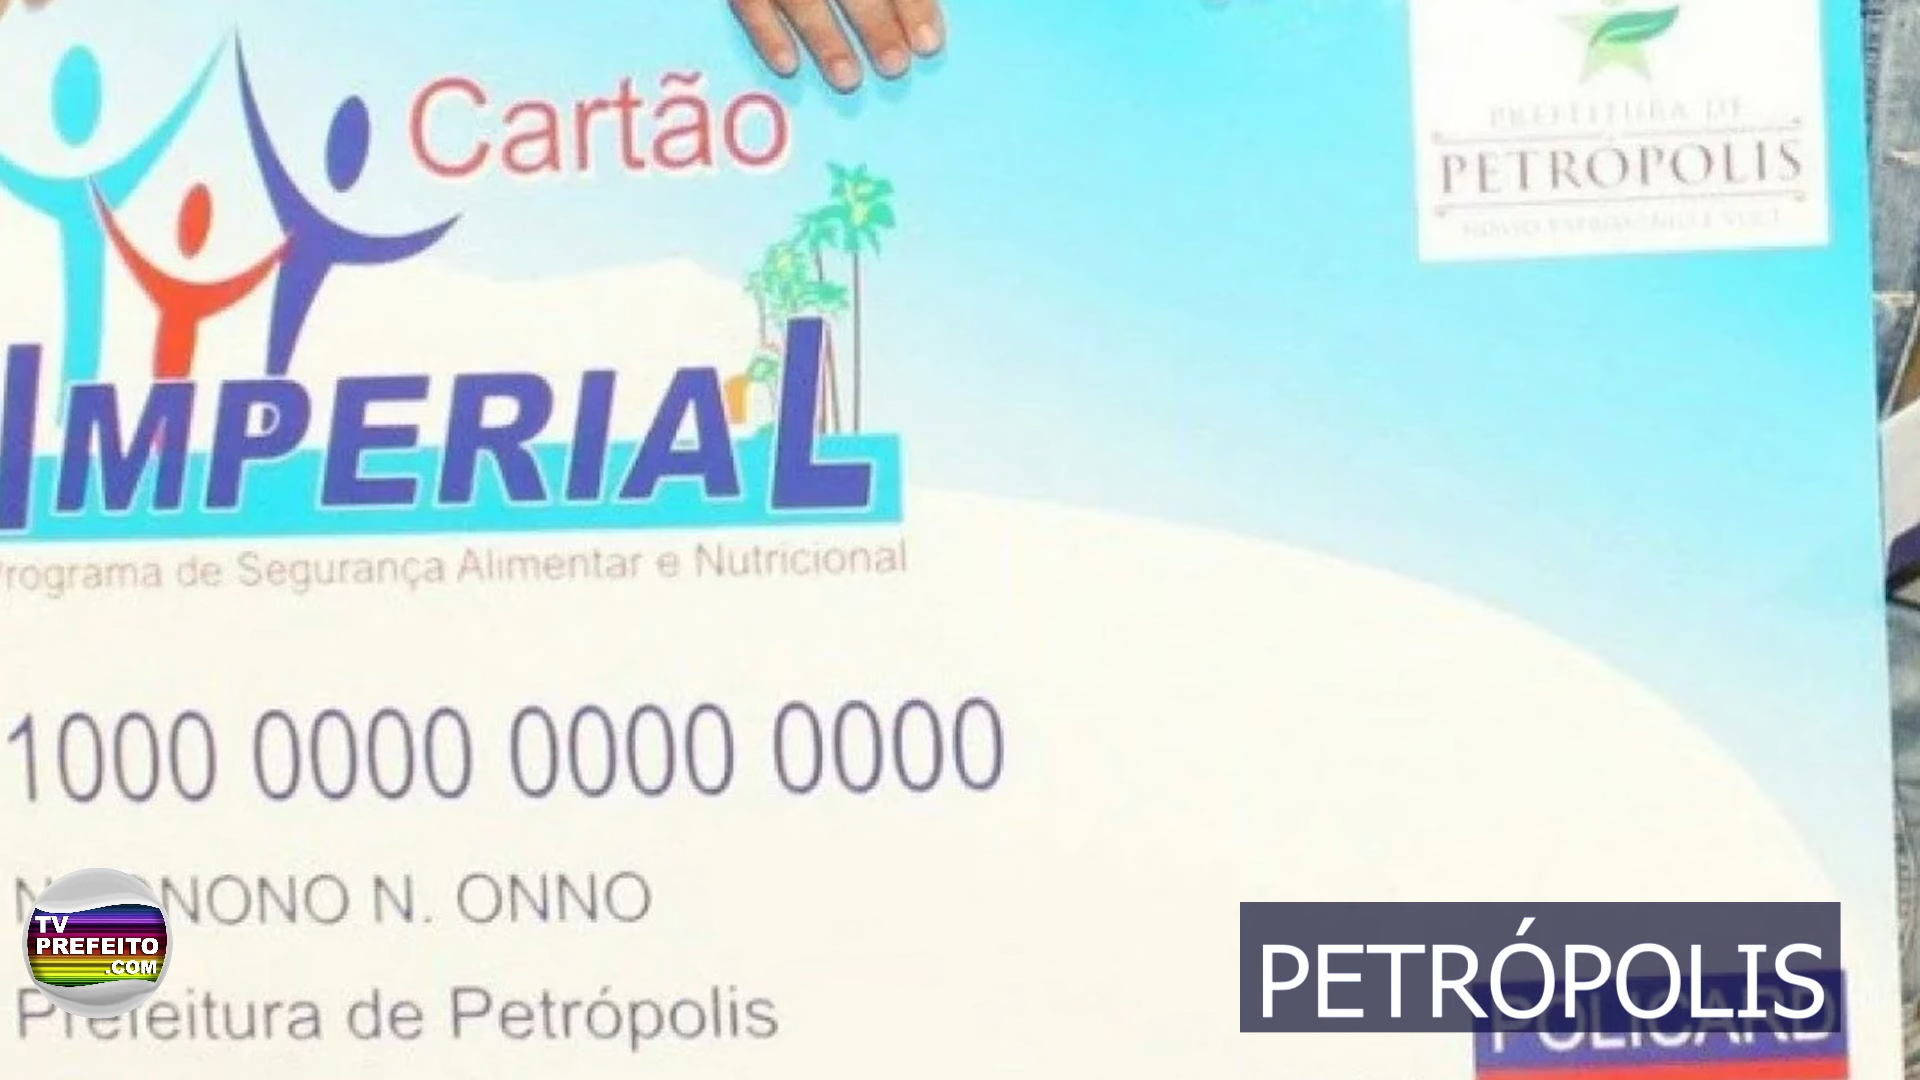 Cartão
IMPERIAL
Programa de Segurança Alimentar e Nutricional
PREFEITURA DE
PETRÓPOLIS
1000 0000 0000 0000
NONO N. ONNO
Prefeitura de Petrópolis
TV
PREFEITO
.COM
PETRÓPOLIS
POLICARD